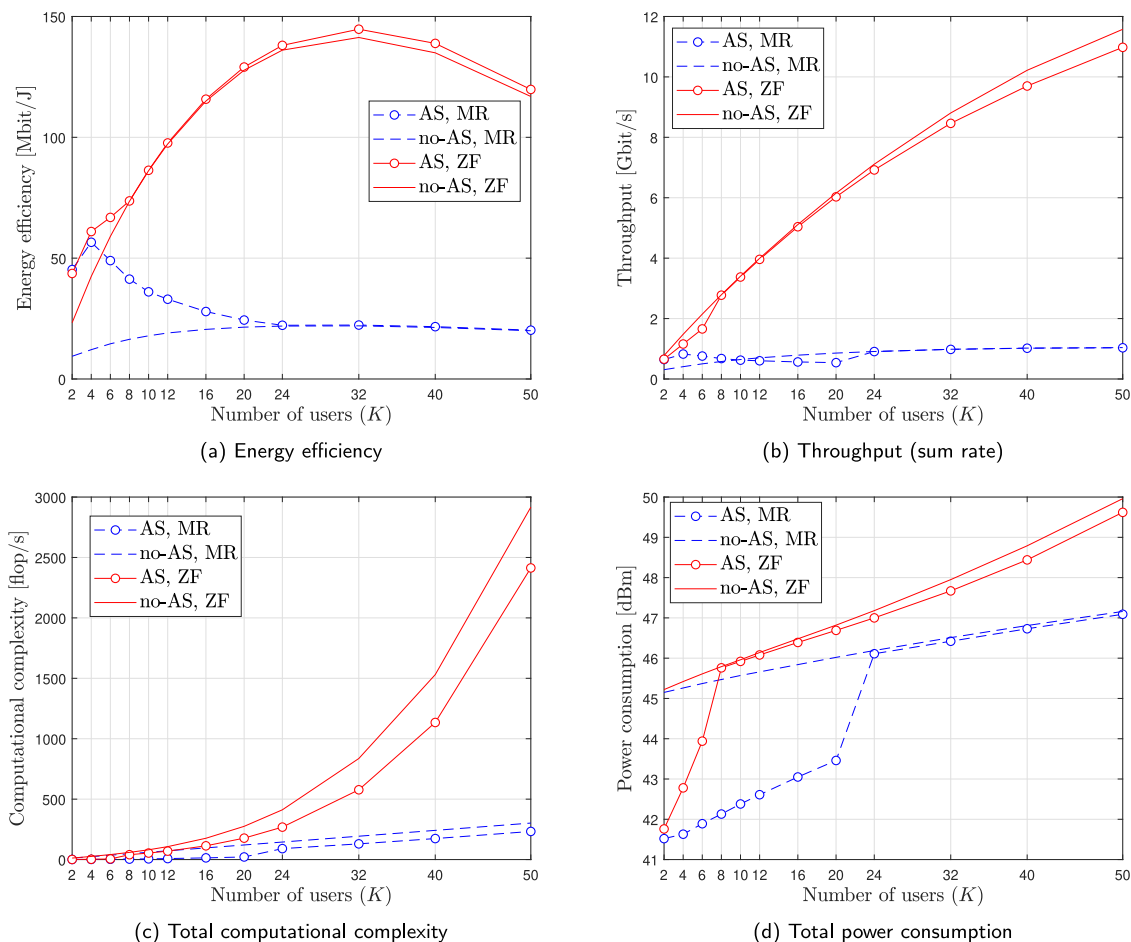 150
100
50
0
Energy efficiency [Mbit/J]
AS, MR
no-AS, MR
AS, ZF
no-AS, ZF
2 4 6 8 10 12 16 20 24 32 40 50
Number of users (K)
(a) Energy efficiency
12
10
8
6
4
2
0
Throughput [Gbit/s]
AS, MR
no-AS, MR
AS, ZF
no-AS, ZF
2 4 6 8 10 12 16 20 24 32 40 50
Number of users (K)
(b) Throughput (sum rate)
3000
2500
2000
1500
1000
500
0
Computational complexity [flop/s]
AS, MR
no-AS, MR
AS, ZF
no-AS, ZF
2 4 6 8 10 12 16 20 24 32 40 50
Number of users (K)
(c) Total computational complexity
50
49
48
47
46
45
44
43
42
41
Power consumption [dBm]
AS, MR
no-AS, MR
AS, ZF
no-AS, ZF
2 4 6 8 10 12 16 20 24 32 40 50
Number of users (K)
(d) Total power consumption